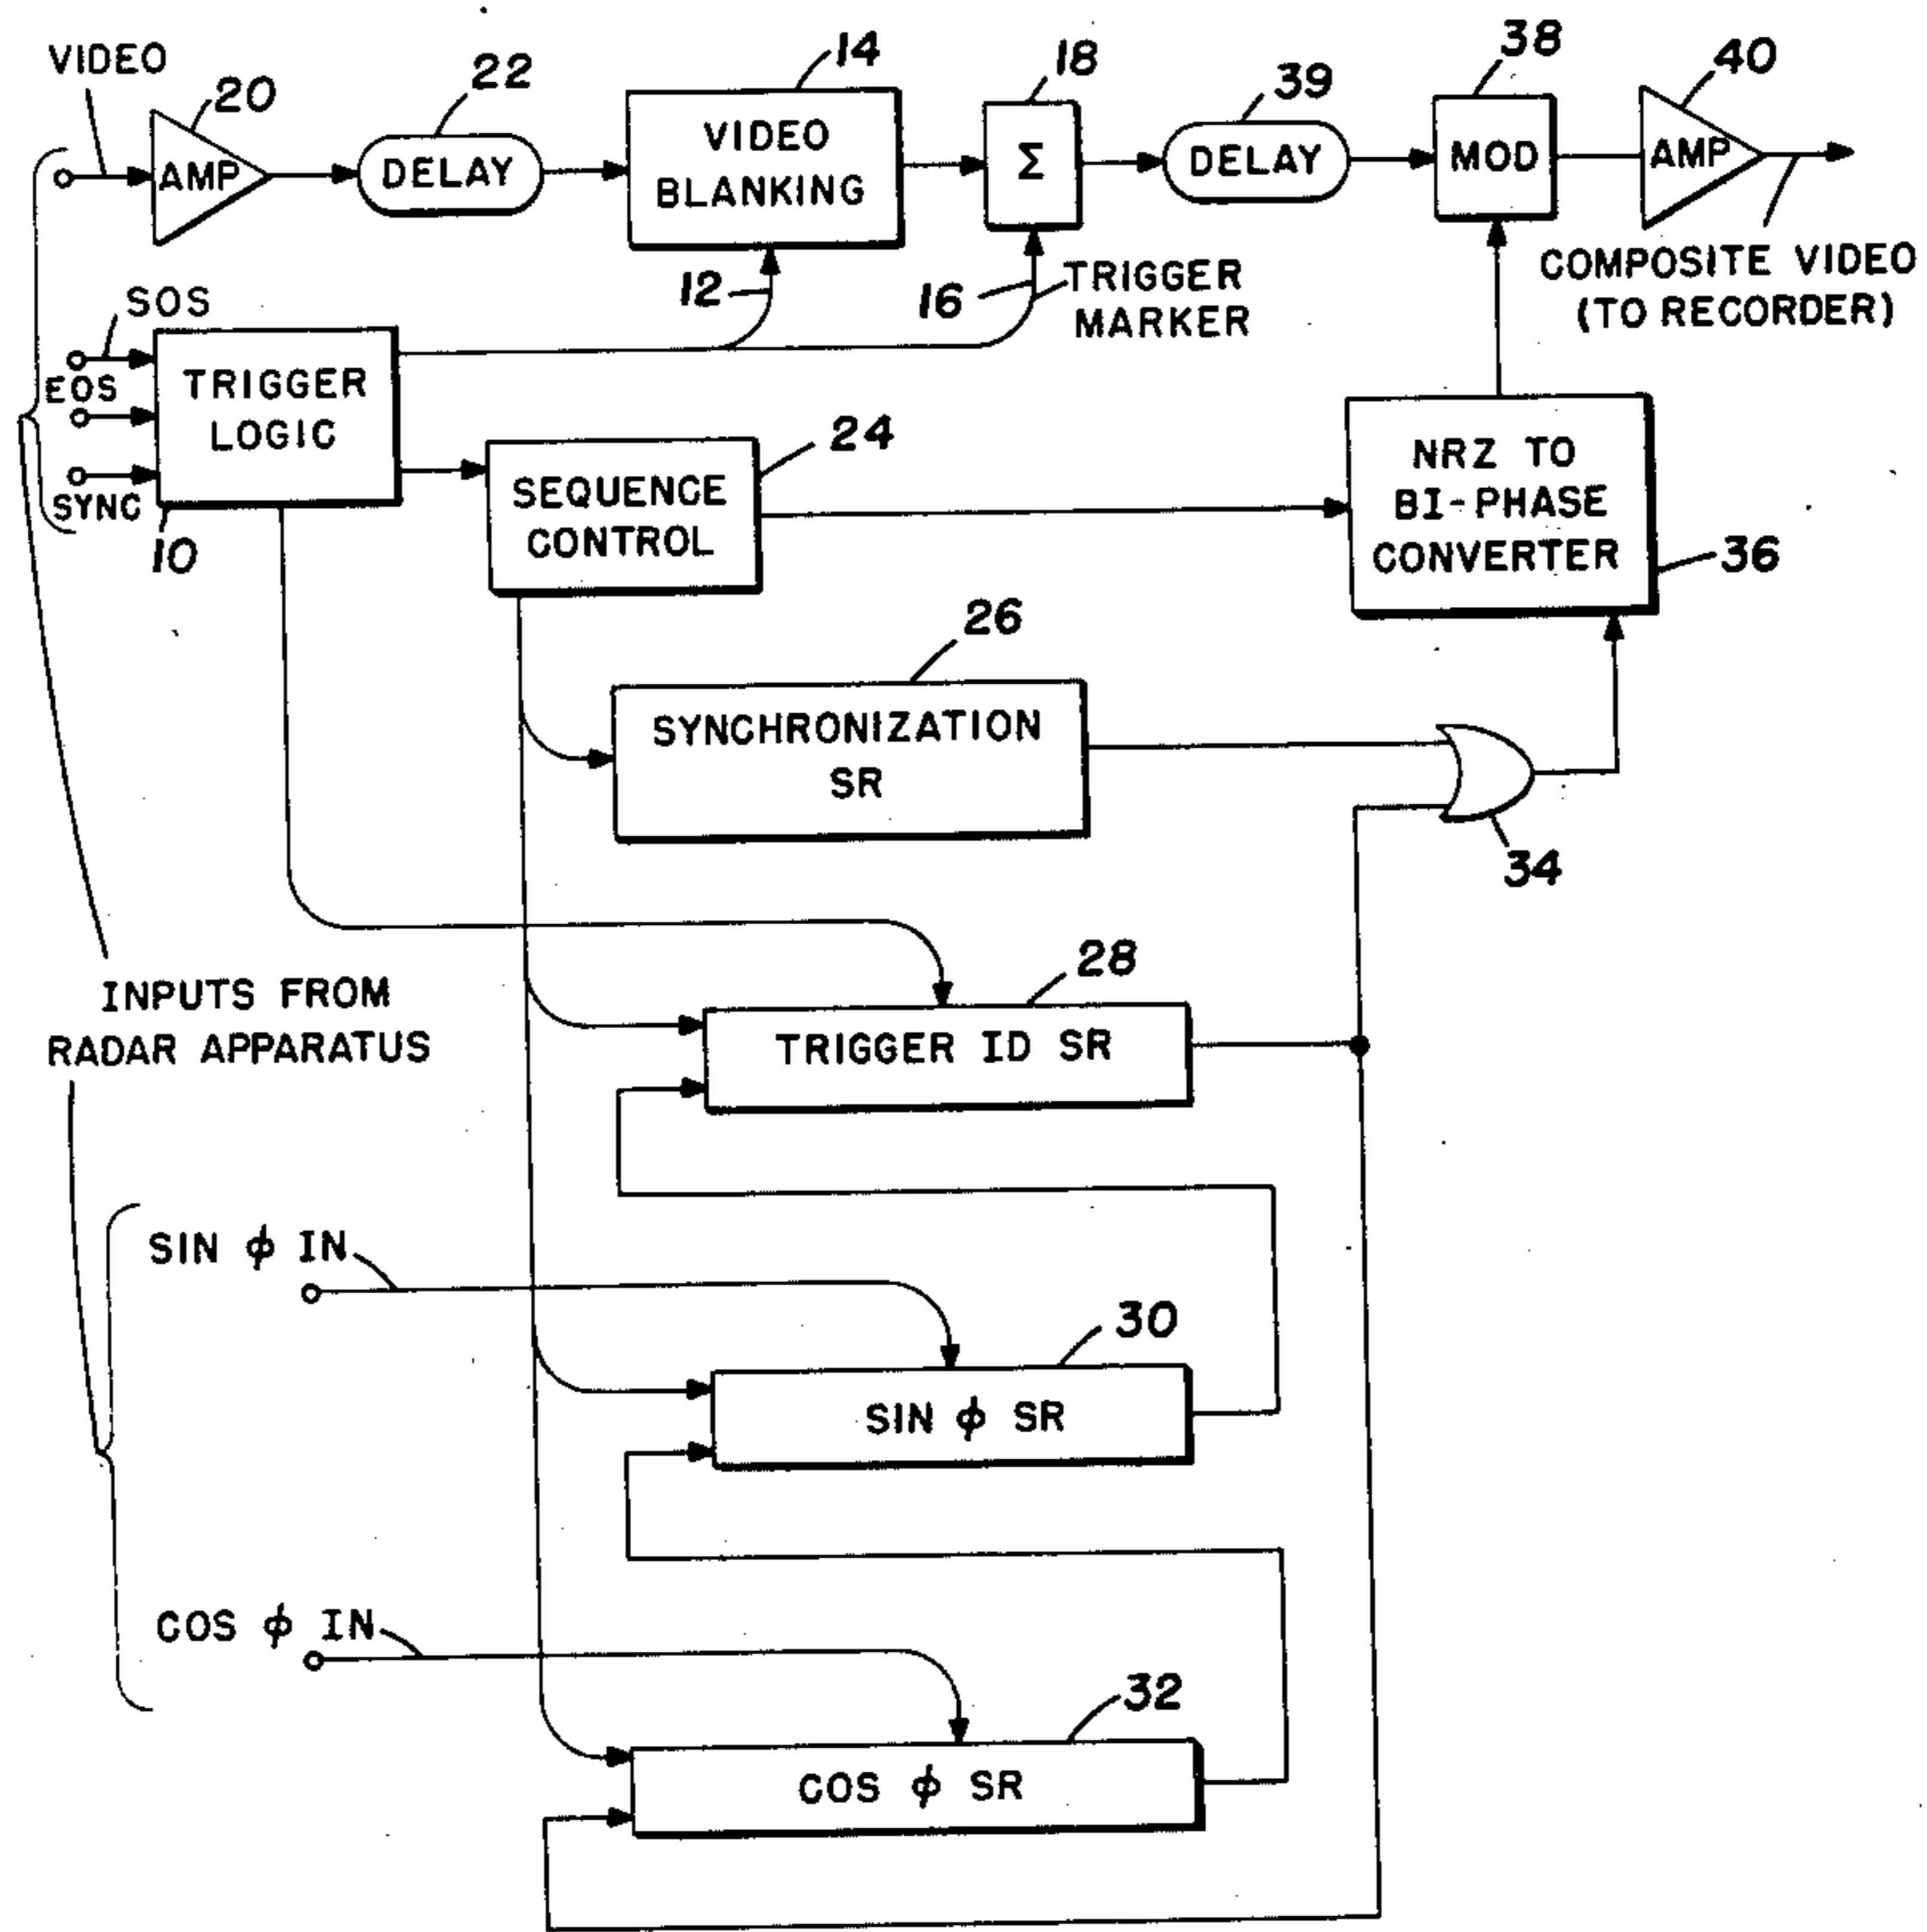 VIDEO
20
22
14
18
39
38
40
AMP
DELAY
VIDEO
BLANKING
Σ
DELAY
MOD
AMP
COMPOSITE VIDEO
(TO RECORDER)
12
16
TRIGGER
MARKER
SOS
EOS
SYNC
TRIGGER
LOGIC
10
SEQUENCE
CONTROL
24
NRZ TO
BI-PHASE
CONVERTER
36
26
SYNCHRONIZATION
SR
34
INPUTS FROM
RADAR APPARATUS
28
TRIGGER ID SR
SIN ϕ IN
30
SIN ϕ SR
COS ϕ IN
32
COS ϕ SR